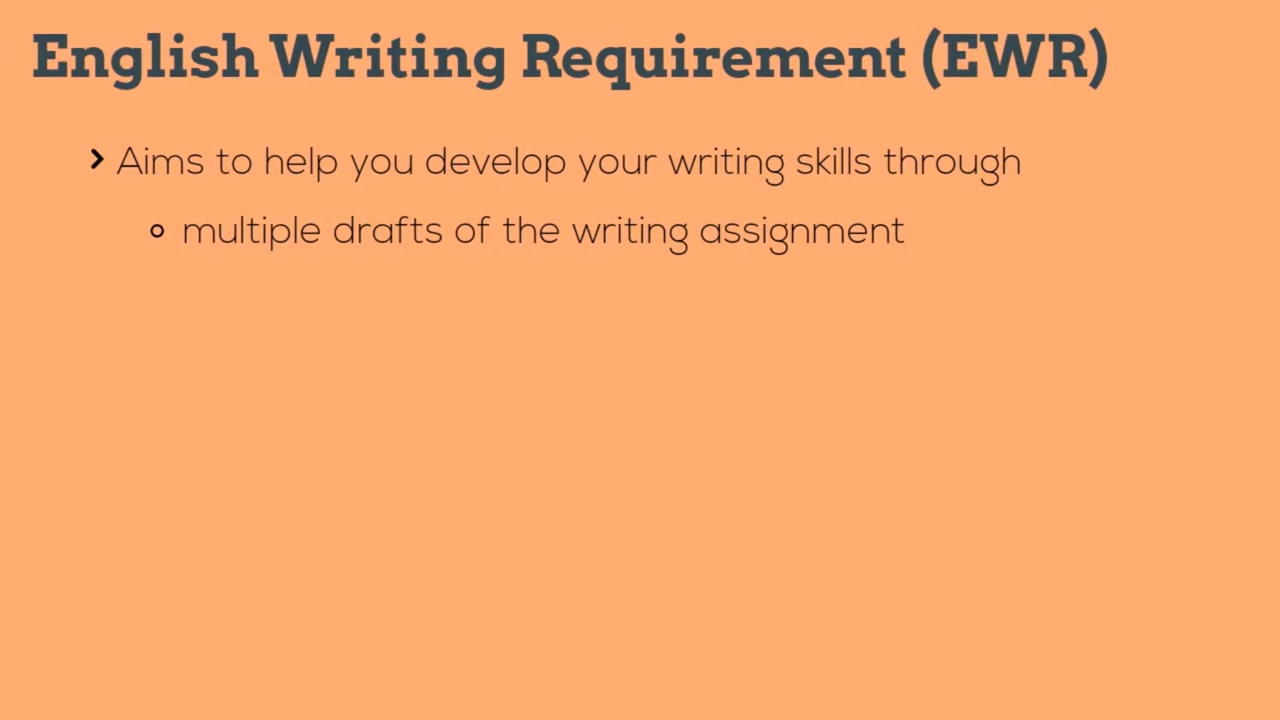 English Writing Requirement (EWR)
Aims to help you develop your writing skills through
multiple drafts of the writing assignment